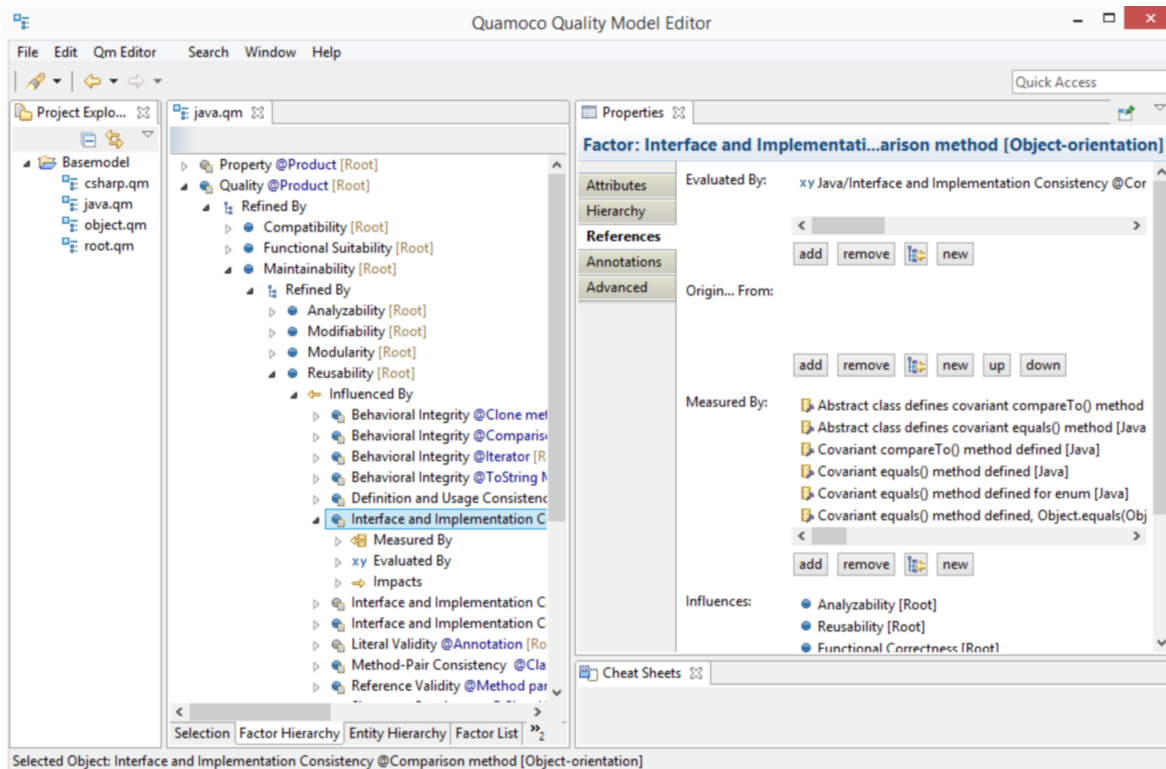 Quamoco Quality Model Editor
File Edit Qm Editor Search Window Help
Quick Access
Project Explo...
Basemodel
csharp.qm
java.qm
object.qm
root.qm
java.qm
Property @Product [Root]
Quality @Product [Root]
Refined By
Compatibility [Root]
Functional Suitability [Root]
Maintainability [Root]
Refined By
Analyzability [Root]
Modifiability [Root]
Modularity [Root]
Reusability [Root]
Influenced By
Behavioral Integrity @Clone met
Behavioral Integrity @Comparis
Behavioral Integrity @Iterator [R
Behavioral Integrity @ToString M
Definition and Usage Consistenc
Interface and Implementation C
Measured By
xy Evaluated By
Impacts
Interface and Implementation C
Interface and Implementation C
Literal Validity @Annotation [Ro
Method-Pair Consistency @Cla
Reference Validity @Method par
Selection Factor Hierarchy Entity Hierarchy Factor List »2
Properties
Factor: Interface and Implementati...arison method [Object-orientation]
Attributes
Hierarchy
References
Annotations
Advanced
Evaluated By:
xy Java/Interface and Implementation Consistency @Cor
add remove new
Origin... From:
add remove new up down
Measured By:
Abstract class defines covariant compareTo() method
Abstract class defines covariant equals() method [Java
Covariant compareTo() method defined [Java]
Covariant equals() method defined [Java]
Covariant equals() method defined for enum [Java]
Covariant equals() method defined, Object.equals(Obj
add remove new
Influences:
Analyzability [Root]
Reusability [Root]
Functional Correctness [Root]
Cheat Sheets
Selected Object: Interface and Implementation Consistency @Comparison method [Object-orientation]